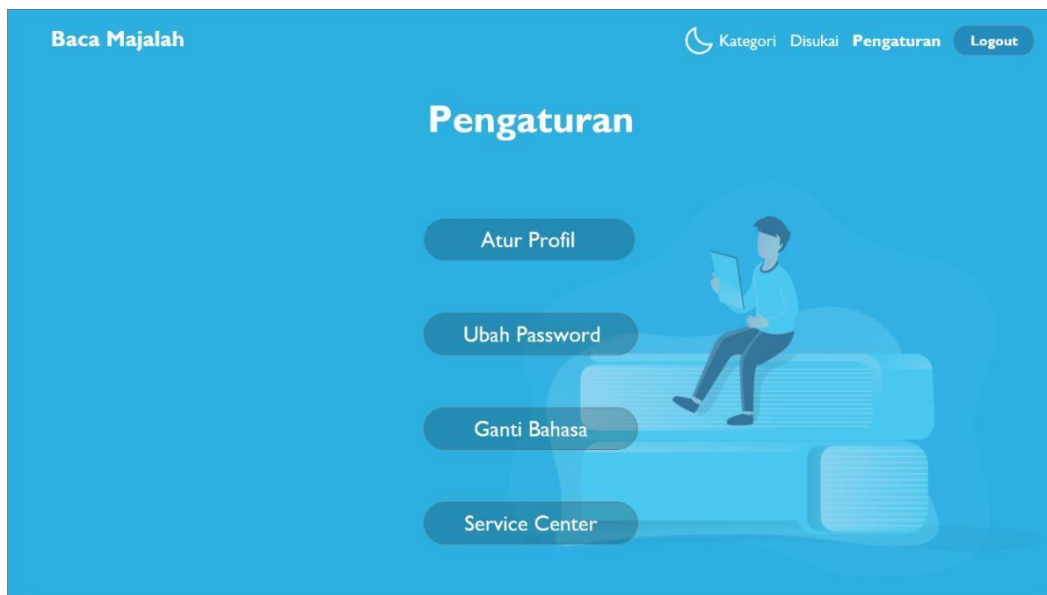 Baca Majalah
Kategori Disukai Pengaturan Logout
Pengaturan
Atur Profil
Ubah Password
Ganti Bahasa
Service Center